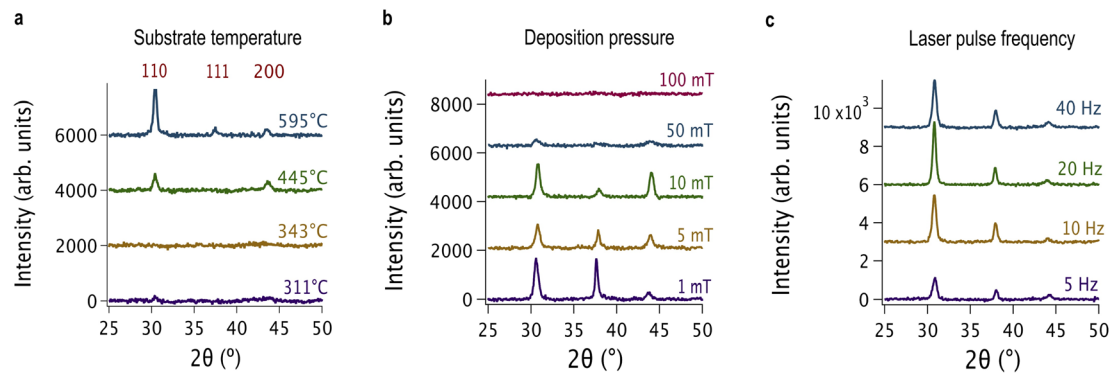 a
Substrate temperature
110 111 200
595°C
445°C
343°C
311°C
6000
4000
2000
0
Intensity (arb. units)
25 30 35 40 45 50
2θ (º)
b
Deposition pressure
100 mT
50 mT
10 mT
5 mT
1 mT
8000
6000
4000
2000
0
Intensity (arb. units)
25 30 35 40 45 50
2θ (°)
c
Laser pulse frequency
40 Hz
20 Hz
10 Hz
5 Hz
10 x 10³
8
6
4
2
0
Intensity (arb. units)
25 30 35 40 45 50
2θ (°)